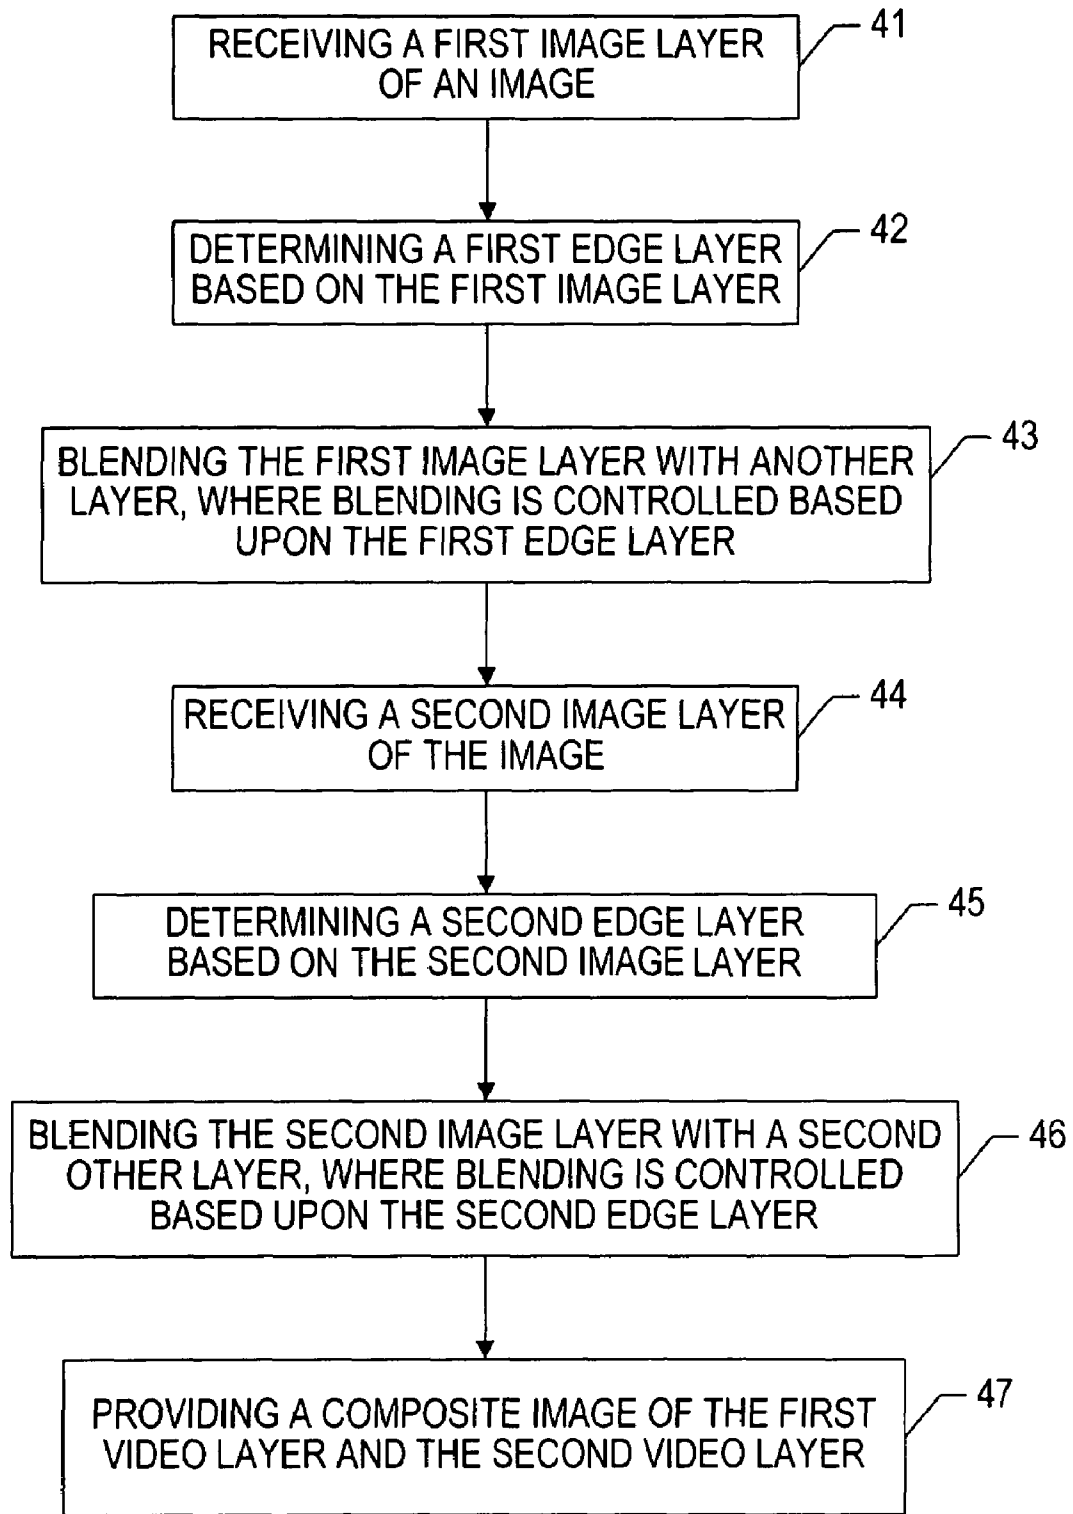 RECEIVING A FIRST IMAGE LAYER
OF AN IMAGE
41
DETERMINING A FIRST EDGE LAYER
BASED ON THE FIRST IMAGE LAYER
42
BLENDING THE FIRST IMAGE LAYER WITH ANOTHER
LAYER, WHERE BLENDING IS CONTROLLED BASED
UPON THE FIRST EDGE LAYER
43
RECEIVING A SECOND IMAGE LAYER
OF THE IMAGE
44
DETERMINING A SECOND EDGE LAYER
BASED ON THE SECOND IMAGE LAYER
45
BLENDING THE SECOND IMAGE LAYER WITH A SECOND
OTHER LAYER, WHERE BLENDING IS CONTROLLED
BASED UPON THE SECOND EDGE LAYER
46
PROVIDING A COMPOSITE IMAGE OF THE FIRST
VIDEO LAYER AND THE SECOND VIDEO LAYER
47